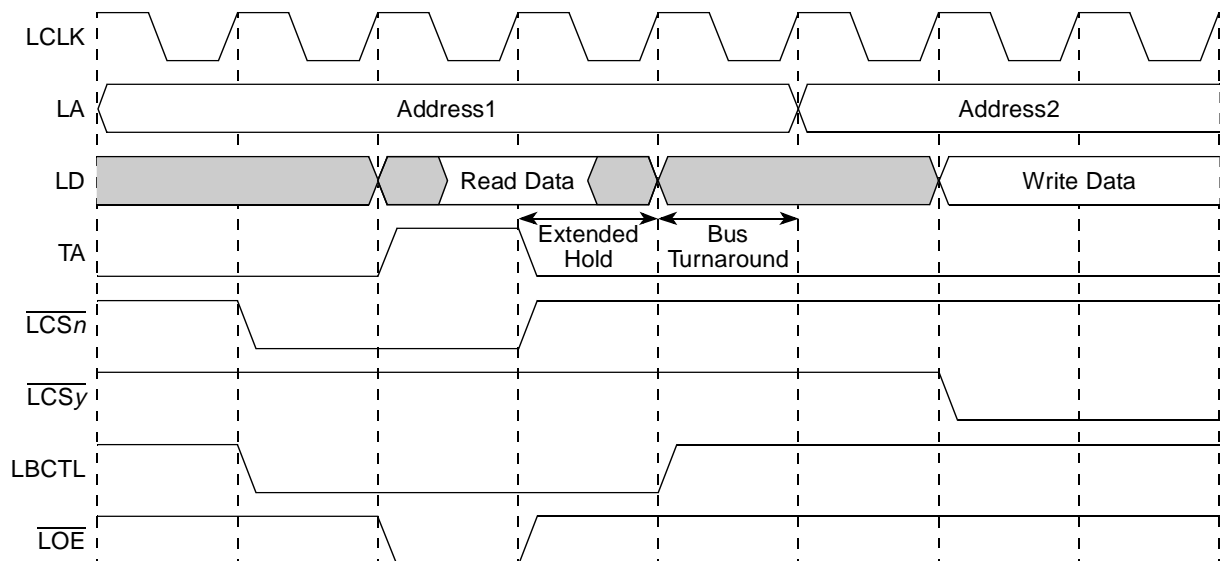 LCLK
LA
Address1
Address2
LD
Read Data
Write Data
TA
Extended
Hold
Bus
Turnaround
LCSn
LCSy
LBCTL
LOE